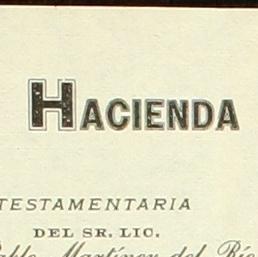 HACIENDA
TESTAMENTARIA
DEL SR. LIC.
Pablo Martínez del Río